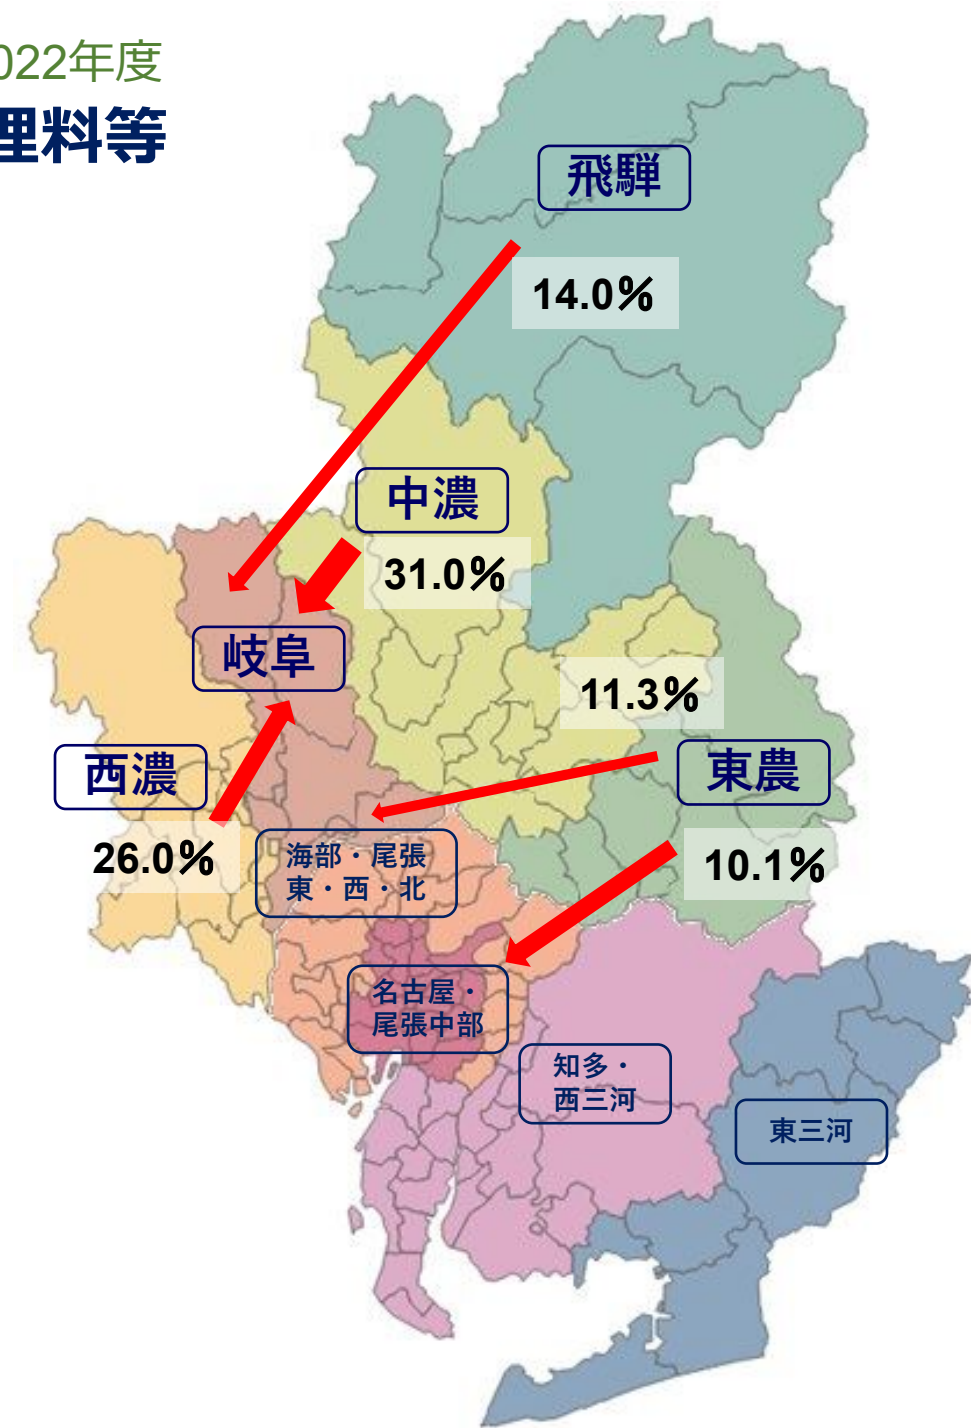 022年度
理料等
飛騨
14.0%
中濃
31.0%
岐阜
11.3%
西濃
東農
26.0%
海部・尾張
東・西・北
10.1%
名古屋・
尾張中部
知多・
西三河
東三河